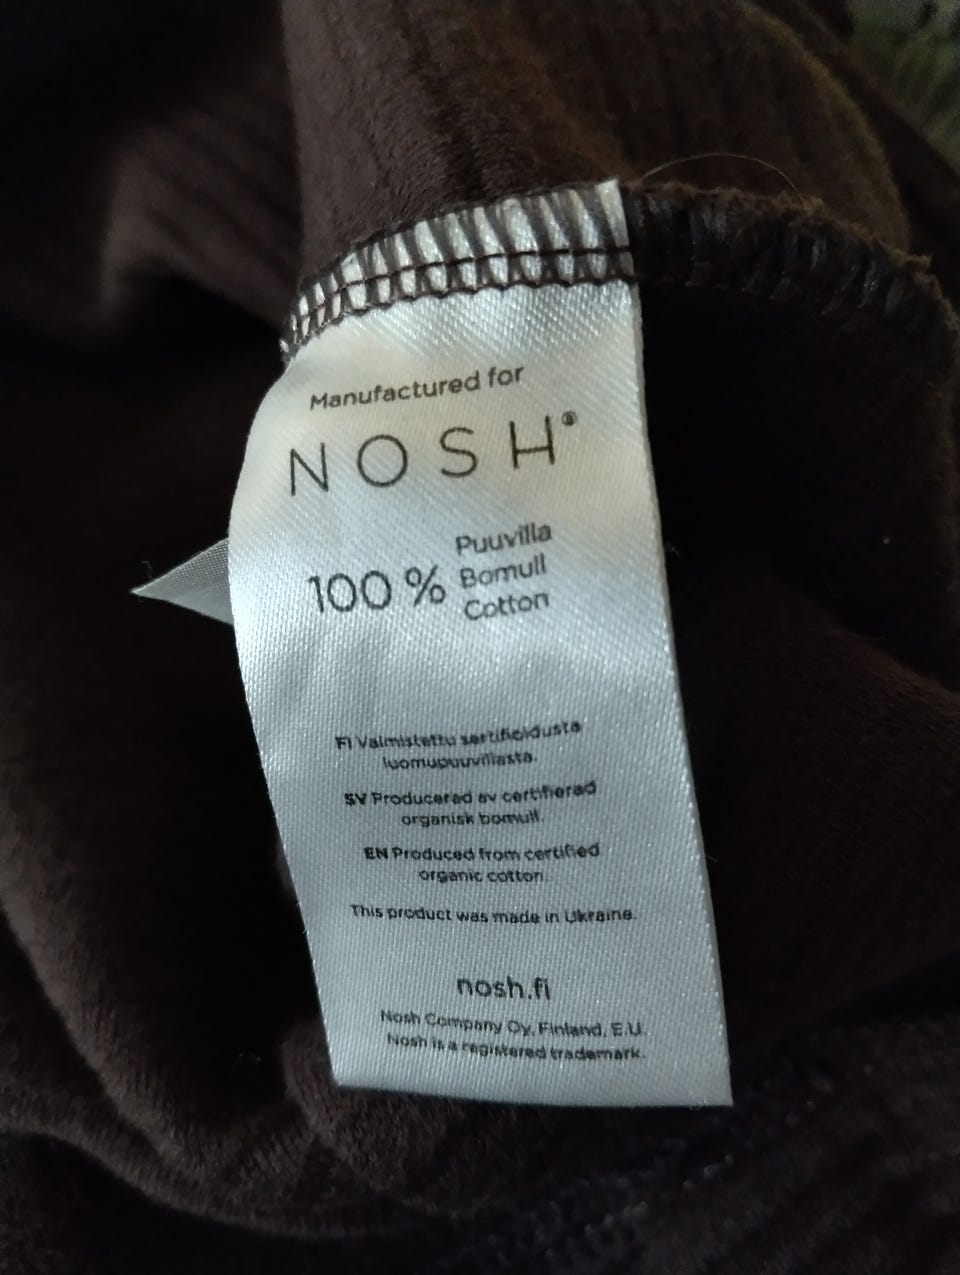 Manufactured for
NOSH®
100 % Puuvilla
Bomull
Cotton
FI Valmistettu sertifioidusta
luomupuuvillasta.
SV Producerad av certifierad
organisk bomull.
EN Produced from certified
organic cotton.
This product was made in Ukraine.
nosh.fi
Nosh Company Oy, Finland, E.U.
Nosh is a registered trademark.